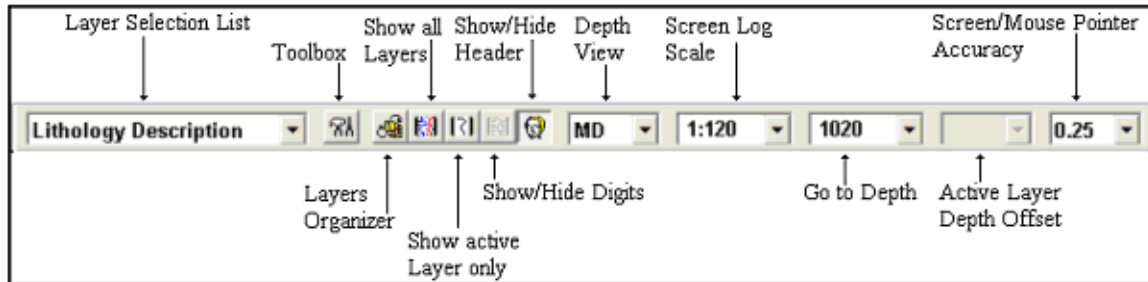 Layer Selection List
Toolbox
Show all
Layers
Show/Hide
Header
Depth
View
Screen Log
Scale
Screen/Mouse Pointer
Accuracy
Lithology Description
MD
1:120
1020
0.25
Layers
Organizer
Show active
Layer only
Show/Hide Digits
Go to Depth
Active Layer
Depth Offset